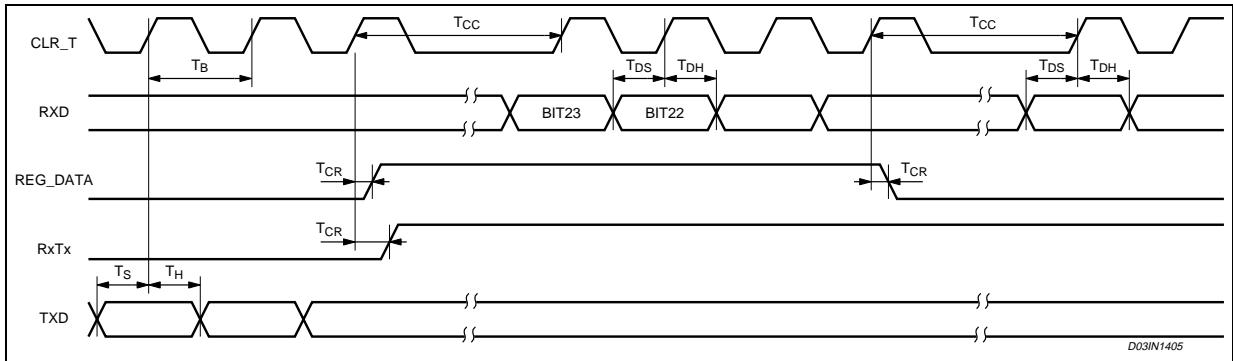 CLR_T
TCC
TCC
TB
TDS
TDH
TDS
TDH
RXD
BIT23
BIT22
REG_DATA
TCR
TCR
RxTx
TCR
TS
TH
TXD
D03IN1405